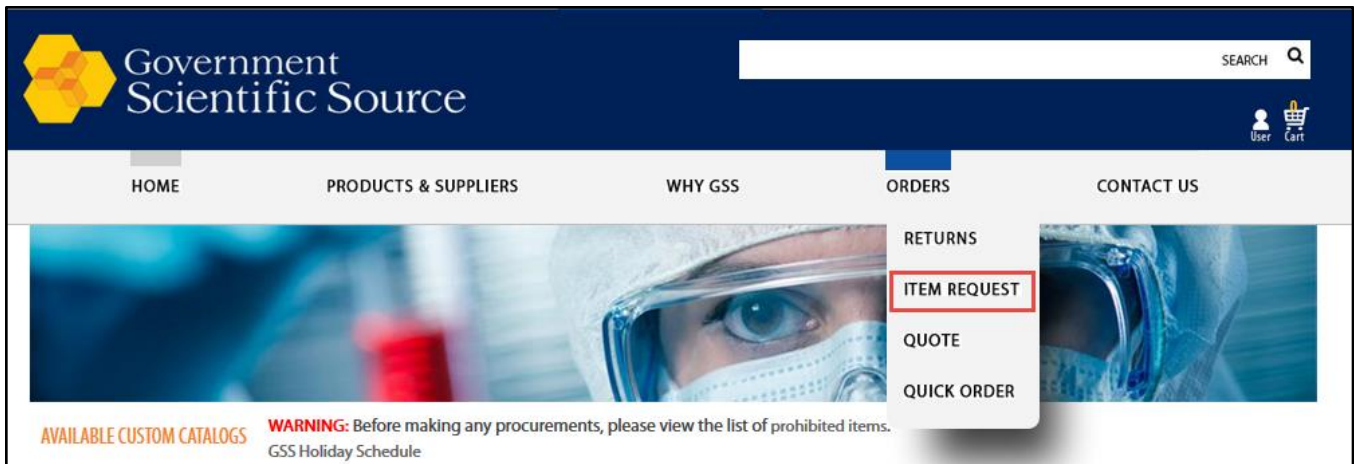 Government
Scientific Source
SEARCH
0
User Cart
HOME PRODUCTS & SUPPLIERS WHY GSS ORDERS CONTACT US
RETURNS
ITEM REQUEST
QUOTE
QUICK ORDER
AVAILABLE CUSTOM CATALOGS
WARNING: Before making any procurements, please view the list of prohibited items.
GSS Holiday Schedule